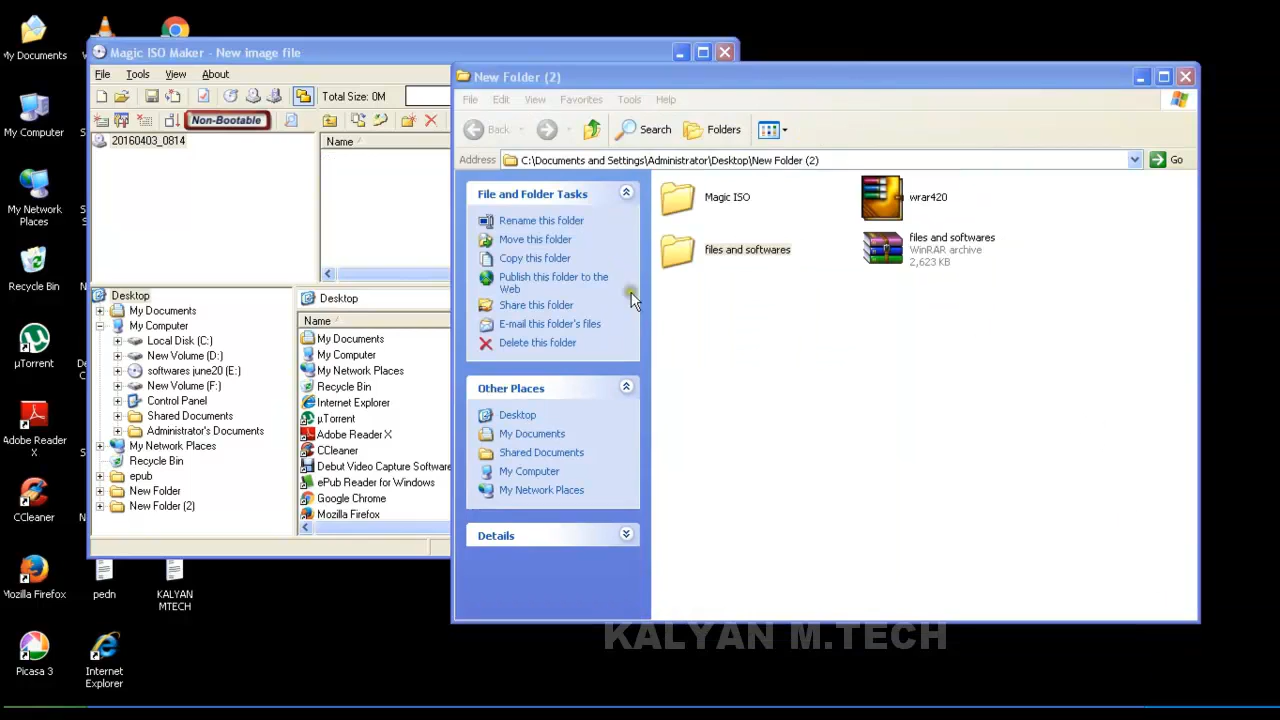 My Documents
My Computer
My Network
Places
Recycle Bin
µTorrent
Adobe Reader
X
CCleaner
Mozilla Firefox
Picasa 3
pedn
Internet
Explorer
KALYAN
MTECH
Magic ISO Maker - New image file
File Tools View About
Total Size: 0M
Non-Bootable
20160403_0814
Name
Desktop
My Documents
My Computer
Local Disk (C:)
New Volume (D:)
softwares june20 (E:)
New Volume (F:)
Control Panel
Shared Documents
Administrator's Documents
My Network Places
Recycle Bin
epub
New Folder
New Folder (2)
Desktop
Name
My Documents
My Computer
My Network Places
Recycle Bin
Internet Explorer
µTorrent
Adobe Reader X
CCleaner
Debut Video Capture Software
ePub Reader for Windows
Google Chrome
Mozilla Firefox
New Folder (2)
File Edit View Favorites Tools Help
Back Search Folders
Address C:\Documents and Settings\Administrator\Desktop\New Folder (2) Go
File and Folder Tasks
Rename this folder
Move this folder
Copy this folder
Publish this folder to the
Web
Share this folder
E-mail this folder's files
Delete this folder
Other Places
Desktop
My Documents
Shared Documents
My Computer
My Network Places
Details
Magic ISO
wrar420
files and softwares
files and softwares
WinRAR archive
2,623 KB
KALYAN M.TECH